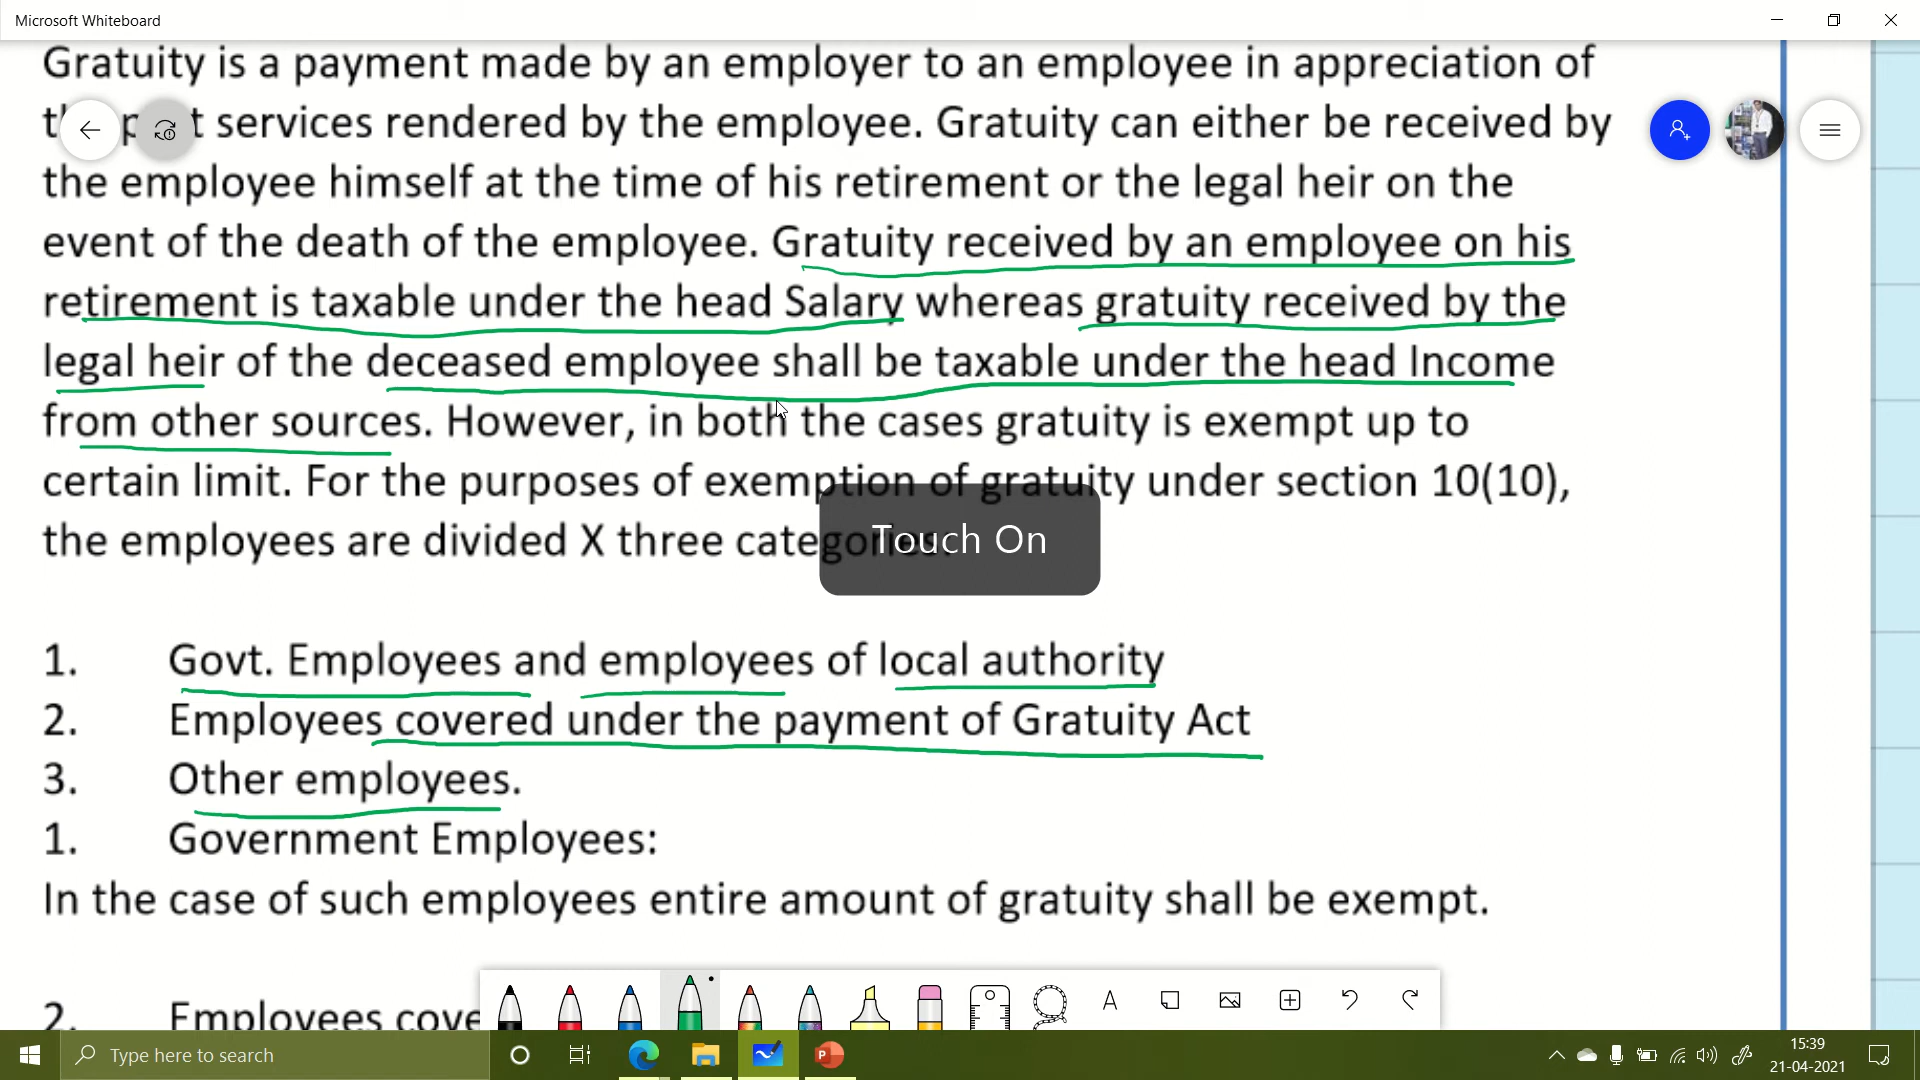 Microsoft Whiteboard
Gratuity is a payment made by an employer to an employee in appreciation of
services rendered by the employee. Gratuity can either be received by
the employee himself at the time of his retirement or the legal heir on the
event of the death of the employee. Gratuity received by an employee on his
retirement is taxable under the head Salary whereas gratuity received by the
legal heir of the deceased employee shall be taxable under the head Income
from other sources. However, in both the cases gratuity is exempt up to
certain limit. For the purposes of exemption of gratuity under section 10(10),
the employees are divided X three categories:
Touch On
1. Govt. Employees and employees of local authority
2. Employees covered under the payment of Gratuity Act
3. Other employees.
1. Government Employees:
In the case of such employees entire amount of gratuity shall be exempt.
2. Employees cove
A
Type here to search
15:39
21-04-2021